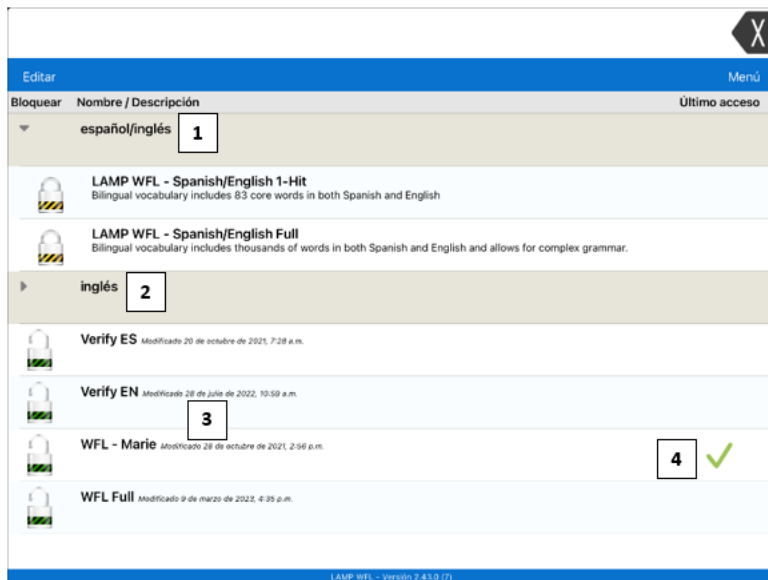 X
Editar Menú
Bloquear Nombre / Descripción Último acceso
español/inglés 1
LAMP WFL - Spanish/English 1-Hit
Bilingual vocabulary includes 83 core words in both Spanish and English
LAMP WFL - Spanish/English Full
Bilingual vocabulary includes thousands of words in both Spanish and English and allows for complex grammar.
inglés 2
Verify ES Modificado 20 de octubre de 2021, 7:28 a.m.
Verify EN Modificado 28 de julio de 2022, 10:59 a.m.
3
WFL - Marie Modificado 28 de octubre de 2021, 2:56 p.m.
4
WFL Full Modificado 9 de marzo de 2023, 4:35 p.m.
LAMP WFL - Versión 2.43.0 (7)